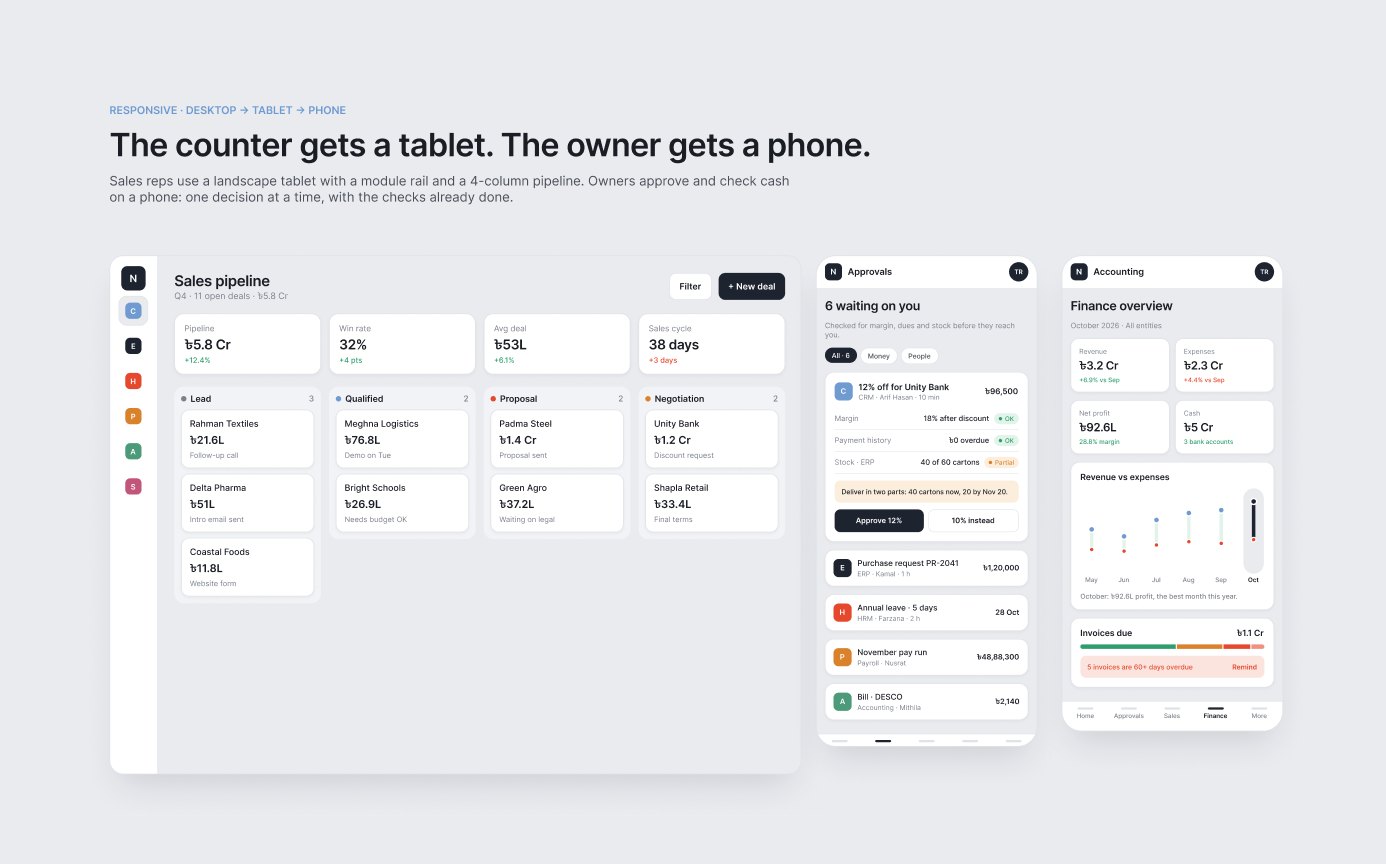 RESPONSIVE · DESKTOP → TABLET → PHONE
The counter gets a tablet. The owner gets a phone.
Sales reps use a landscape tablet with a module rail and a 4-column pipeline. Owners approve and check cash
on a phone: one decision at a time, with the checks already done.
N
C
E
H
P
A
S
Sales pipeline
Q4 · 11 open deals · ৳5.8 Cr
Filter
+ New deal
Pipeline
৳5.8 Cr
+12.4%
Win rate
32%
+4 pts
Avg deal
৳53L
+6.1%
Sales cycle
38 days
+3 days
Lead 3
Rahman Textiles
৳21.6L
Follow-up call
Delta Pharma
৳51L
Intro email sent
Coastal Foods
৳11.8L
Website form
Qualified 2
Meghna Logistics
৳76.8L
Demo on Tue
Bright Schools
৳26.9L
Needs budget OK
Proposal 2
Padma Steel
৳1.4 Cr
Proposal sent
Green Agro
৳37.2L
Waiting on legal
Negotiation 2
Unity Bank
৳1.2 Cr
Discount request
Shapla Retail
৳33.4L
Final terms
N Approvals TR
6 waiting on you
Checked for margin, dues and stock before they reach
you.
All · 6 Money People
C 12% off for Unity Bank ৳96,500
CRM · Arif Hasan · 10 min
Margin 18% after discount OK
Payment history ৳0 overdue OK
Stock · ERP 40 of 60 cartons Partial
Deliver in two parts: 40 cartons now, 20 by Nov 20.
Approve 12% 10% instead
E Purchase request PR-2041 ৳1,20,000
ERP · Kamal · 1 h
H Annual leave · 5 days 28 Oct
HRM · Farzana · 2 h
P November pay run ৳48,88,300
Payroll · Nusrat
A Bill · DESCO ৳2,140
Accounting · Mithila
N Accounting TR
Finance overview
October 2026 · All entities
Revenue
৳3.2 Cr
+6.9% vs Sep
Expenses
৳2.3 Cr
+4.4% vs Sep
Net profit
৳92.6L
28.8% margin
Cash
৳5 Cr
3 bank accounts
Revenue vs expenses
May Jun Jul Aug Sep Oct
October: ৳92.6L profit, the best month this year.
Invoices due ৳1.1 Cr
5 invoices are 60+ days overdue Remind
Home Approvals Sales Finance More